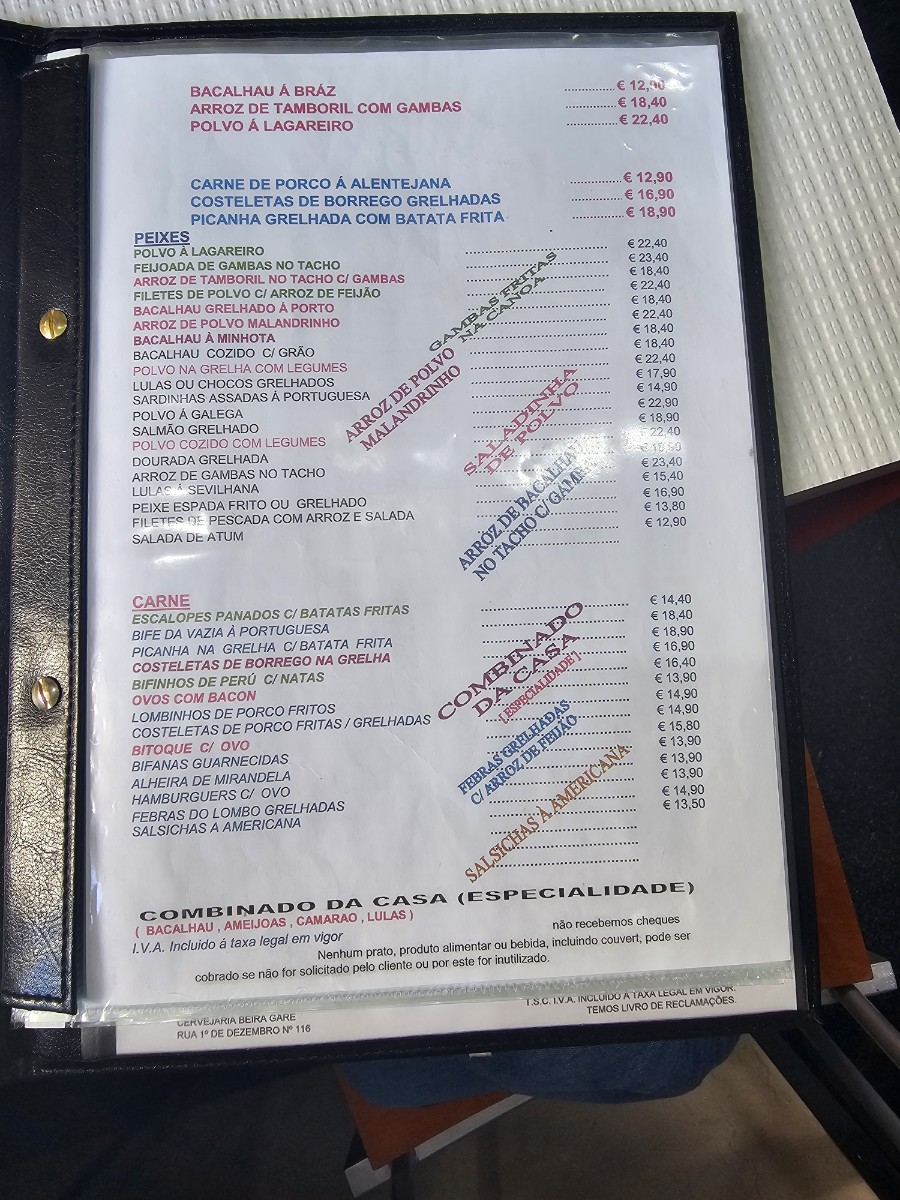 BACALHAU Á BRÁZ ............... € 12,90
ARROZ DE TAMBORIL COM GAMBAS ............... € 18,40
POLVO Á LAGAREIRO ............... € 22,40
CARNE DE PORCO Á ALENTEJANA ............... € 12,90
COSTELETAS DE BORREGO GRELHADAS ............... € 16,90
PICANHA GRELHADA COM BATATA FRITA ............... € 18,90
PEIXES
POLVO À LAGAREIRO € 22,40
FEIJOADA DE GAMBAS NO TACHO € 23,40
ARROZ DE TAMBORIL NO TACHO C/ GAMBAS € 18,40
FILETES DE POLVO C/ ARROZ DE FEIJÃO € 22,40
BACALHAU GRELHADO À PORTO € 18,40
ARROZ DE POLVO MALANDRINHO € 22,40
BACALHAU À MINHOTA € 18,40
BACALHAU COZIDO C/ GRÃO € 18,40
POLVO NA GRELHA COM LEGUMES € 22,40
LULAS OU CHOCOS GRELHADOS € 17,90
SARDINHAS ASSADAS Á PORTUGUESA € 14,90
POLVO Á GALEGA € 22,90
SALMÃO GRELHADO € 18,90
POLVO COZIDO COM LEGUMES € 22,40
DOURADA GRELHADA
ARROZ DE GAMBAS NO TACHO € 23,40
LULAS Á SEVILHANA € 15,40
PEIXE ESPADA FRITO OU GRELHADO € 16,90
FILETES DE PESCADA COM ARROZ E SALADA € 13,80
SALADA DE ATUM € 12,90
GAMBAS FRITAS
NA CANOA
ARROZ DE POLVO
MALANDRINHO
SALADINHA
DE POLVO
ARROZ DE BACALHAU
NO TACHO C/ GAMB
CARNE
ESCALOPES PANADOS C/ BATATAS FRITAS € 14,40
BIFE DA VAZIA À PORTUGUESA € 18,40
PICANHA NA GRELHA C/ BATATA FRITA € 18,90
COSTELETAS DE BORREGO NA GRELHA € 16,90
BIFINHOS DE PERÚ C/ NATAS € 16,40
OVOS COM BACON € 13,90
LOMBINHOS DE PORCO FRITOS € 14,90
COSTELETAS DE PORCO FRITAS / GRELHADAS € 14,90
BITOQUE C/ OVO € 15,80
BIFANAS GUARNECIDAS € 13,90
ALHEIRA DE MIRANDELA € 13,90
HAMBURGUERS C/ OVO € 13,90
FEBRAS DO LOMBO GRELHADAS € 14,90
SALSICHAS A AMERICANA € 13,50
COMBINADO
DA CASA
[ ESPECIALIDADE ]
FEBRAS GRELHADAS
C/ ARROZ DE FEIJÃO
SALSICHAS À AMERICANA
COMBINADO DA CASA (ESPECIALIDADE)
( BACALHAU , AMEIJOAS , CAMARAO , LULAS )
não recebemos cheques
I.V.A. Incluido á taxa legal em vigor
Nenhum prato, produto alimentar ou bebida, incluindo couvert, pode ser
cobrado se não for solicitado pelo cliente ou por este for inutilizado.
CERVEJARIA BEIRA GARE
RUA 1º DE DEZEMBRO Nº 116
T.S.C. I.V.A. INCLUIDO A TAXA LEGAL EM VIGOR.
TEMOS LIVRO DE RECLAMAÇÕES.